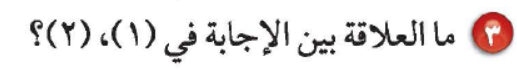 ٣ ما العلاقة بين الإجابة في (١)، (٢)؟